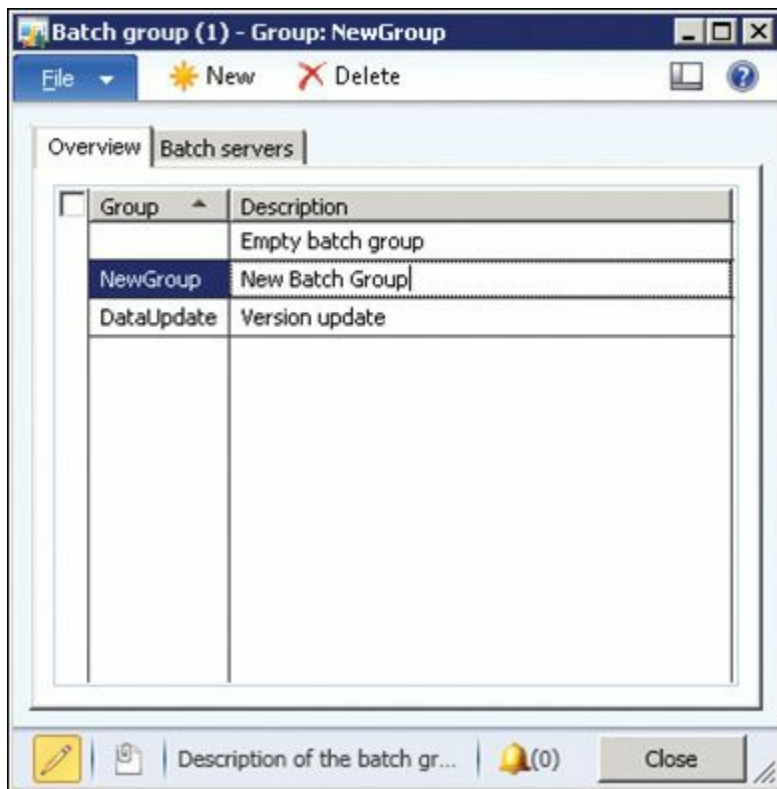 Batch group (1) - Group: NewGroup
File New Delete
Overview Batch servers
Group Description
Empty batch group
NewGroup New Batch Group
DataUpdate Version update
Description of the batch gr... (0) Close